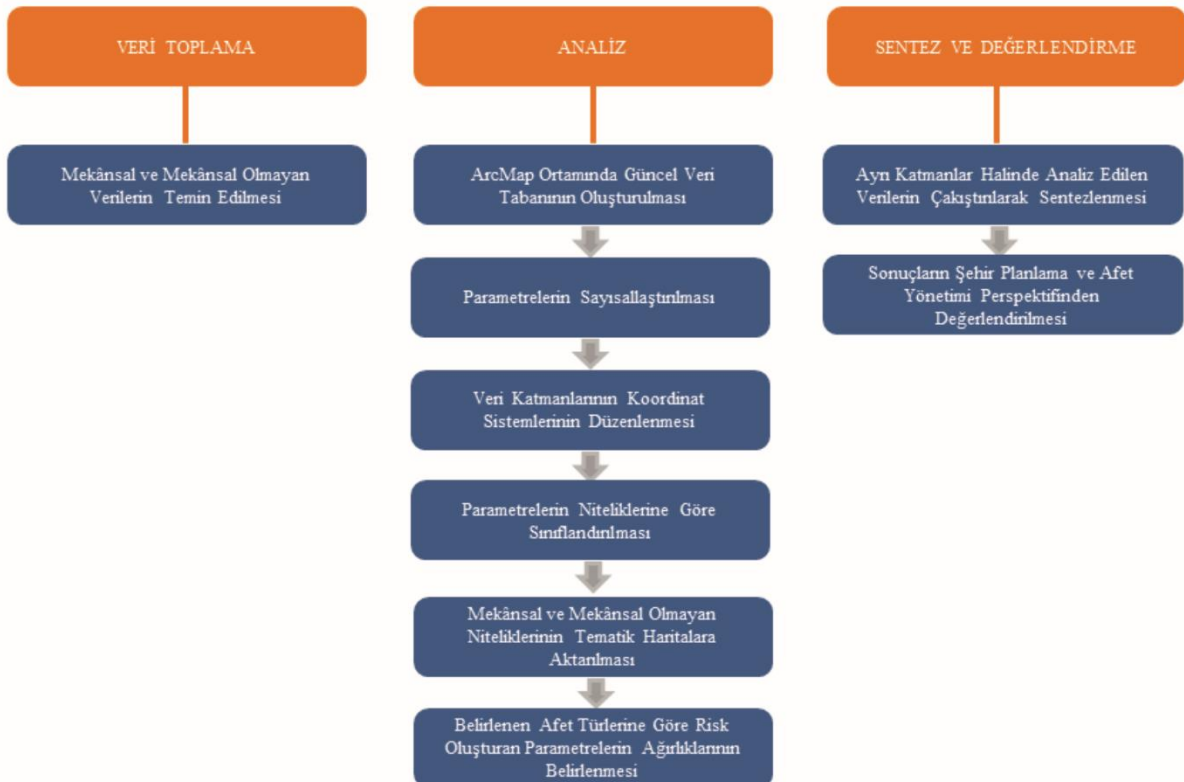 VERİ TOPLAMA
Mekânsal ve Mekânsal Olmayan
Verilerin Temin Edilmesi
ANALİZ
ArcMap Ortamında Güncel Veri
Tabanının Oluşturulması
Parametrelerin Sayısallaştırılması
Veri Katmanlarının Koordinat
Sistemlerinin Düzenlenmesi
Parametrelerin Niteliklerine Göre
Sınıflandırılması
Mekânsal ve Mekânsal Olmayan
Niteliklerinin Tematik Haritalara
Aktarılması
Belirlenen Afet Türlerine Göre Risk
Oluşturan Parametrelerin Ağırlıklarının
Belirlenmesi
SENTEZ VE DEĞERLENDİRME
Ayrı Katmanlar Halinde Analiz Edilen
Verilerin Çakıştırılarak Sentezlenmesi
Sonuçların Şehir Planlama ve Afet
Yönetimi Perspektifinden
Değerlendirilmesi